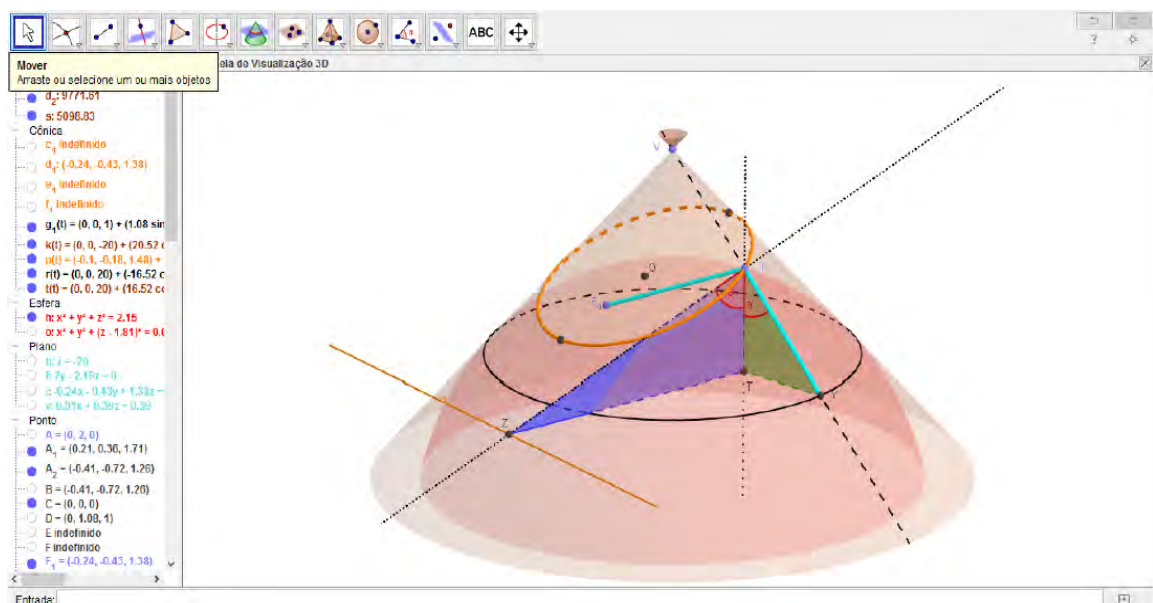 ABC
?
Mover
Arraste ou selecione um ou mais objetos
ela de Visualização 3D
d₂: 9771.61
s: 5098.83
Cônica
c₁ indefinido
d₁: (-0.24, -0.43, 1.38)
e₁ indefinido
f₁ indefinido
g₁(t) = (0, 0, 1) + (1.08 sin
k(t) = (0, 0, -20) + (20.52 c
p(t) = (-0.1, -0.18, 1.48) +
r(t) = (0, 0, 20) + (-16.52 c
t(t) = (0, 0, 20) + (16.52 co
Esfera
h: x² + y² + z² = 2.15
o: x² + y² + (z - 1.81)² = 0.0
Plano
Ponto
A = (0, 2, 0)
A₁ = (0.21, 0.36, 1.71)
A₂ = (-0.41, -0.72, 1.26)
B = (-0.41, -0.72, 1.26)
C = (0, 0, 0)
D = (0, 1.08, 1)
E indefinido
F indefinido
F₁ = (-0.24, -0.43, 1.38)
Entrada:
V
O
F₁
T
Y
Z